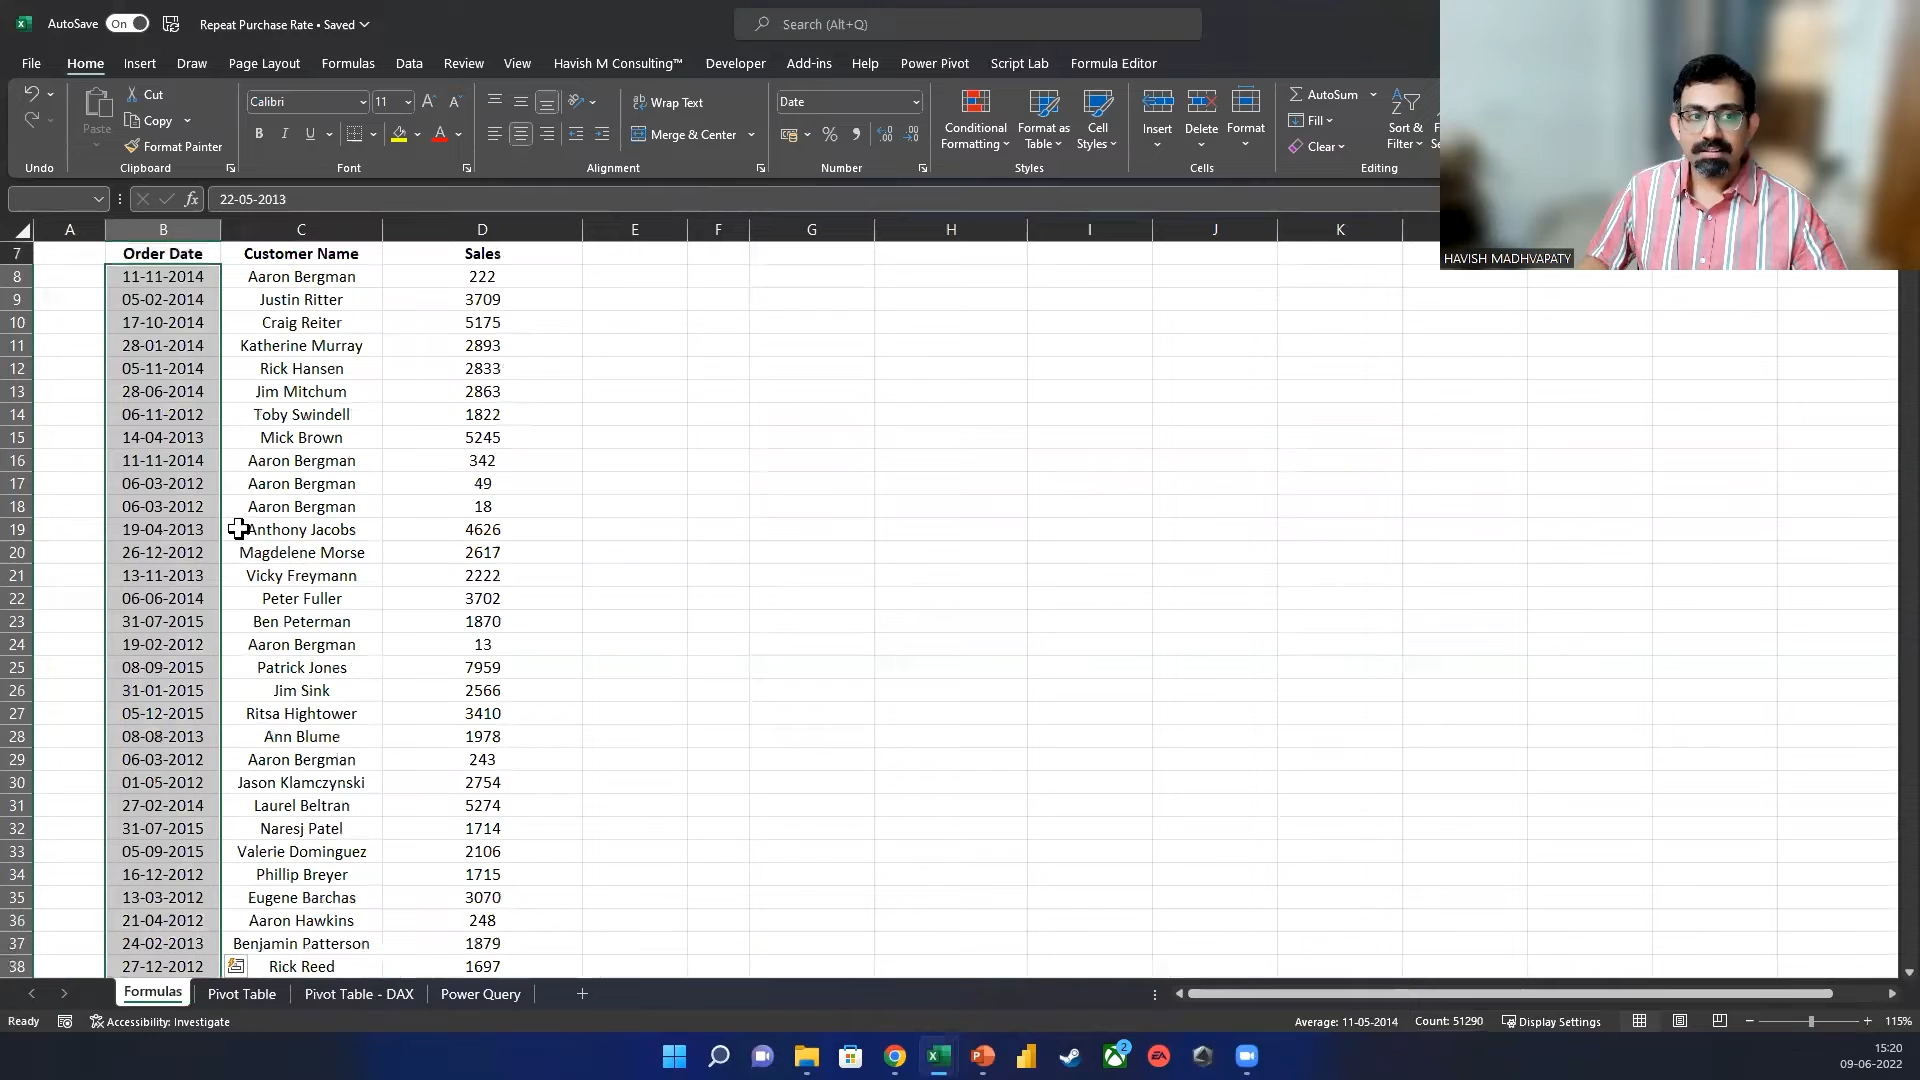 AutoSave On Repeat Purchase Rate • Saved Search (Alt+Q)
File Home Insert Draw Page Layout Formulas Data Review View Havish M Consulting™ Developer Add-ins Help Power Pivot Script Lab Formula Editor
Cut
Copy
Format Painter
Paste
Undo
Clipboard
Calibri 11
B I U
Font
Wrap Text
Merge & Center
Alignment
Date
%
Number
Conditional Formatting
Format as Table
Cell Styles
Styles
Insert Delete Format
Cells
AutoSum
Fill
Clear
Sort & Filter
Editing
HAVISH MADHVAPATY
fx 22-05-2013
A B C D E F G H I J K
7 Order Date Customer Name Sales
8 11-11-2014 Aaron Bergman 222
9 05-02-2014 Justin Ritter 3709
10 17-10-2014 Craig Reiter 5175
11 28-01-2014 Katherine Murray 2893
12 05-11-2014 Rick Hansen 2833
13 28-06-2014 Jim Mitchum 2863
14 06-11-2012 Toby Swindell 1822
15 14-04-2013 Mick Brown 5245
16 11-11-2014 Aaron Bergman 342
17 06-03-2012 Aaron Bergman 49
18 06-03-2012 Aaron Bergman 18
19 19-04-2013 Anthony Jacobs 4626
20 26-12-2012 Magdelene Morse 2617
21 13-11-2013 Vicky Freymann 2222
22 06-06-2014 Peter Fuller 3702
23 31-07-2015 Ben Peterman 1870
24 19-02-2012 Aaron Bergman 13
25 08-09-2015 Patrick Jones 7959
26 31-01-2015 Jim Sink 2566
27 05-12-2015 Ritsa Hightower 3410
28 08-08-2013 Ann Blume 1978
29 06-03-2012 Aaron Bergman 243
30 01-05-2012 Jason Klamczynski 2754
31 27-02-2014 Laurel Beltran 5274
32 31-07-2015 Naresj Patel 1714
33 05-09-2015 Valerie Dominguez 2106
34 16-12-2012 Phillip Breyer 1715
35 13-03-2012 Eugene Barchas 3070
36 21-04-2012 Aaron Hawkins 248
37 24-02-2013 Benjamin Patterson 1879
38 27-12-2012 Rick Reed 1697
Formulas Pivot Table Pivot Table - DAX Power Query
Ready Accessibility: Investigate Average: 11-05-2014 Count: 51290 Display Settings 115%
2
EA
15:20
09-06-2022